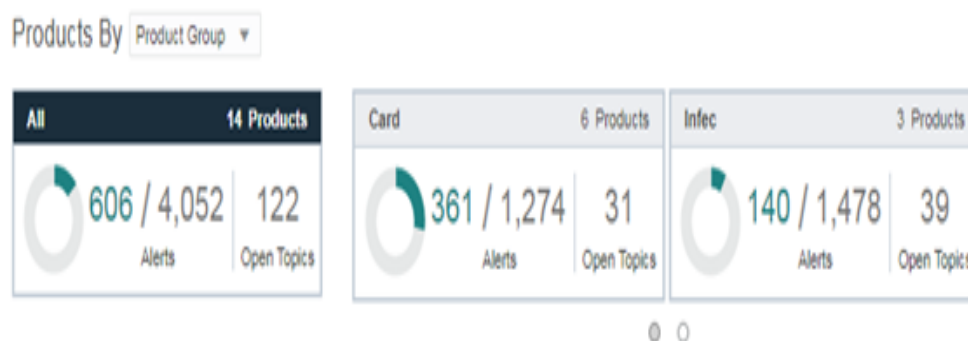 Products By Product Group
All 14 Products
606 / 4,052
Alerts
122
Open Topics
Card 6 Products
361 / 1,274
Alerts
31
Open Topics
Infec 3 Products
140 / 1,478
Alerts
39
Open Topics